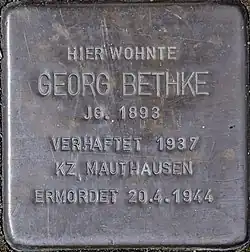 HIER WOHNTE
GEORG BETHKE
JG. 1893
VERHAFTET 1937
KZ MAUTHAUSEN
ERMORDET 20.4.1944